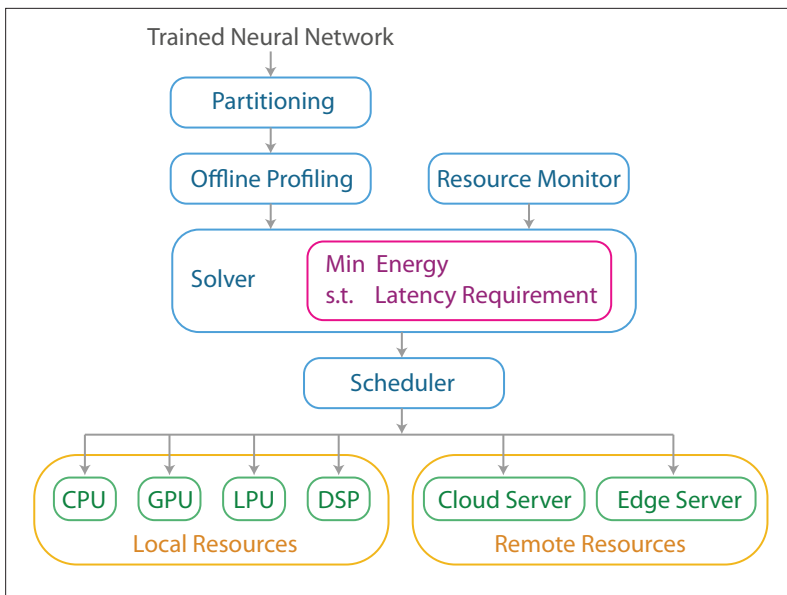 Trained Neural Network
Partitioning
Offline Profiling
Resource Monitor
Solver
Min Energy
s.t. Latency Requirement
Scheduler
CPU
GPU
LPU
DSP
Cloud Server
Edge Server
Local Resources
Remote Resources